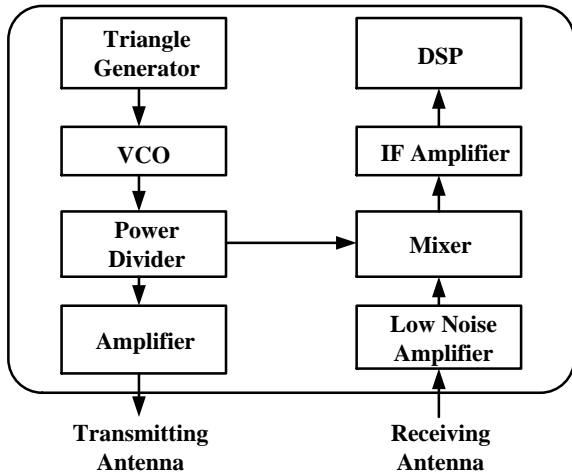 Triangle
Generator
VCO
Power
Divider
Amplifier
Transmitting
Antenna
DSP
IF Amplifier
Mixer
Low Noise
Amplifier
Receiving
Antenna